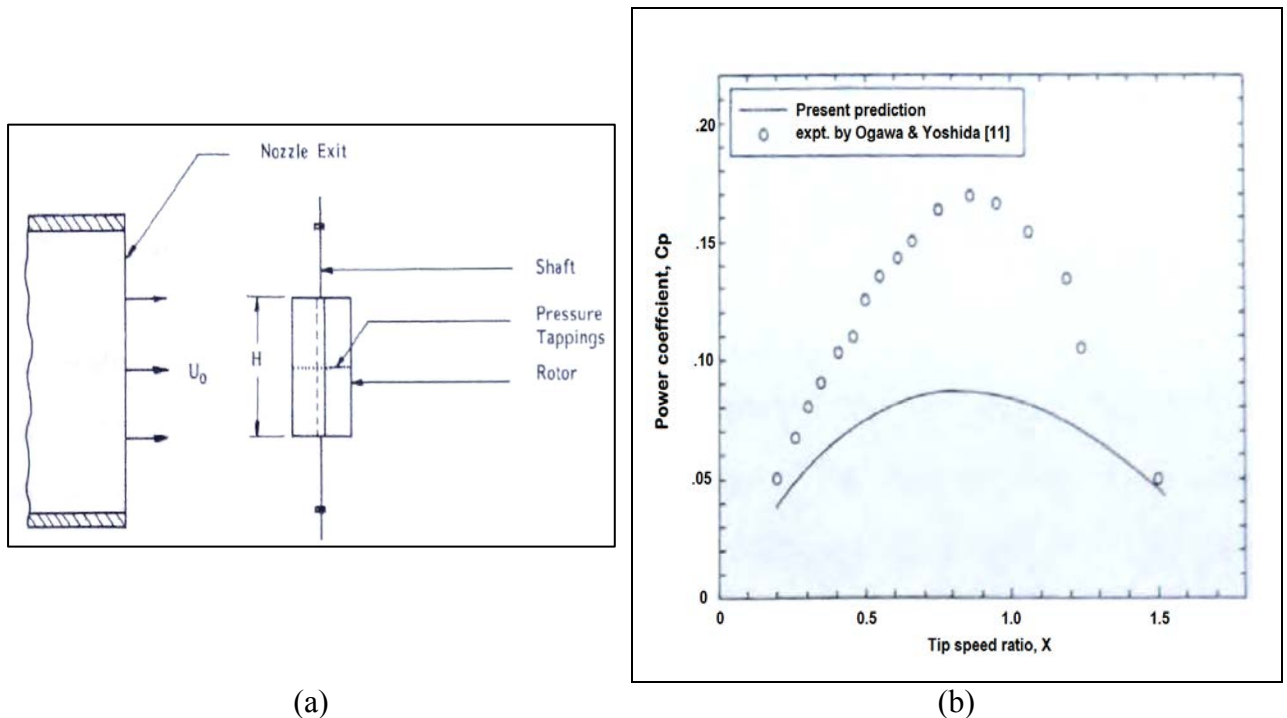 Nozzle Exit
Shaft
Pressure
Tappings
Rotor
H
U0
(a)
Present prediction
expt. by Ogawa & Yoshida [11]
.20
.15
.10
.05
0
0
0.5
1.0
1.5
Power coeffcient, Cp
Tip speed ratio, X
(b)